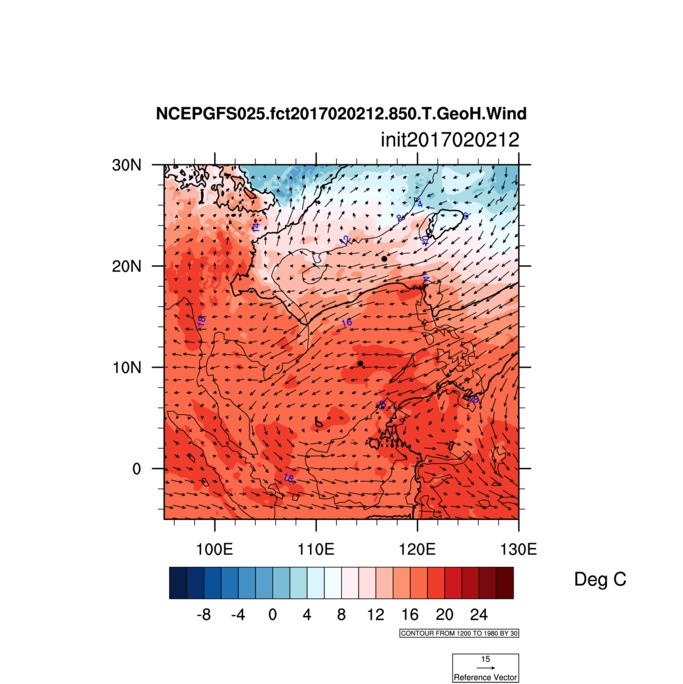 NCEPGFS025.fct2017020212.850.T.GeoH.Wind
init2017020212
30N
20N
10N
0
100E 110E 120E 130E
-8 -4 0 4 8 12 16 20 24
Deg C
CONTOUR FROM 1200 TO 1980 BY 30
15
Reference Vector